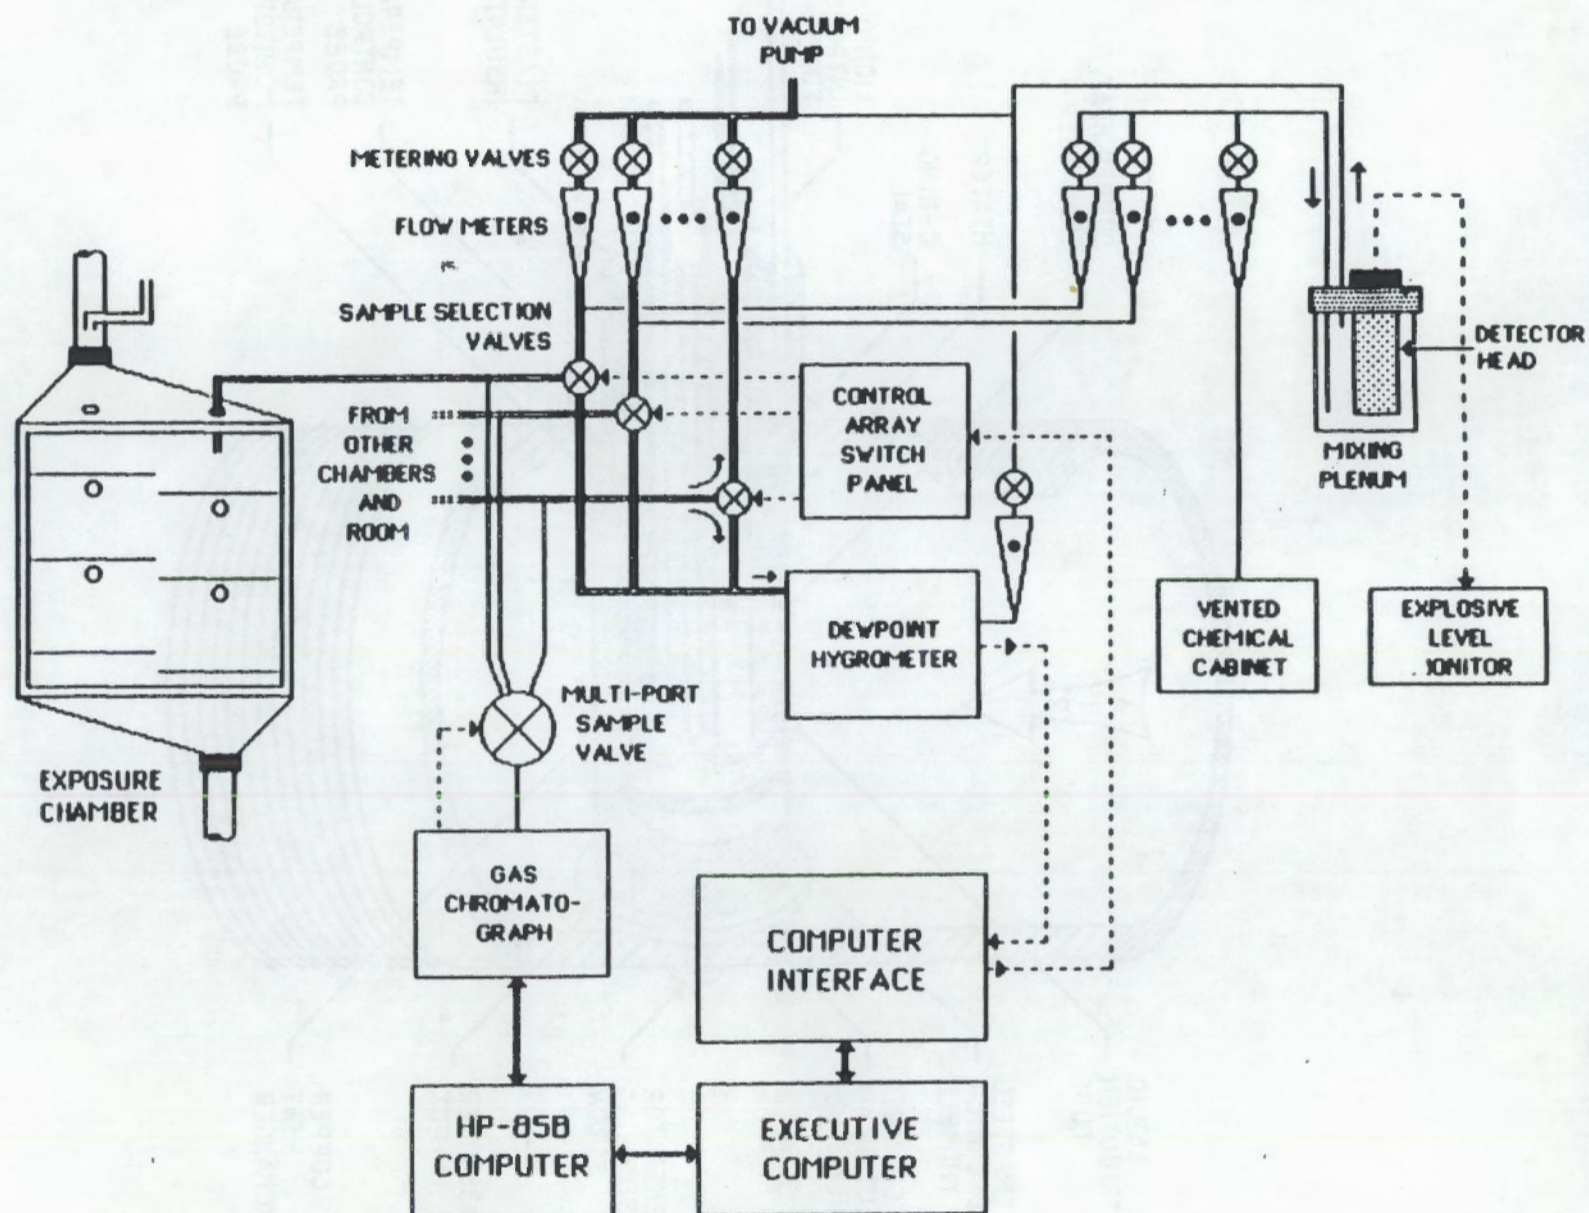 TO VACUUM
PUMP
METERING VALVES
FLOW METERS
SAMPLE SELECTION
VALVES
FROM
OTHER
CHAMBERS
AND
ROOM
CONTROL
ARRAY
SWITCH
PANEL
DETECTOR
HEAD
MIXING
PLENUM
DEWPOINT
HYGROMETER
VENTED
CHEMICAL
CABINET
EXPLOSIVE
LEVEL
IONITOR
MULTI-PORT
SAMPLE
VALVE
EXPOSURE
CHAMBER
GAS
CHROMATO-
GRAPH
COMPUTER
INTERFACE
HP-85B
COMPUTER
EXECUTIVE
COMPUTER